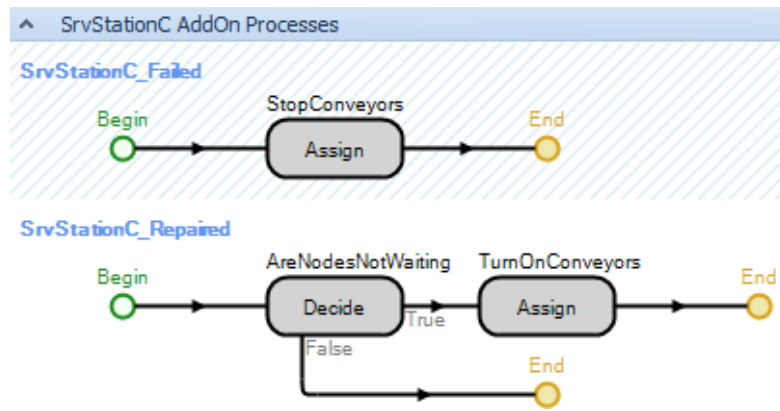 SrvStationC AddOn Processes
SrvStationC_Failed
StopConveyors
Begin
End
Assign
SrvStationC_Repaired
AreNodesNotWaiting
TurnOnConveyors
Begin
End
Decide
Assign
True
False
End